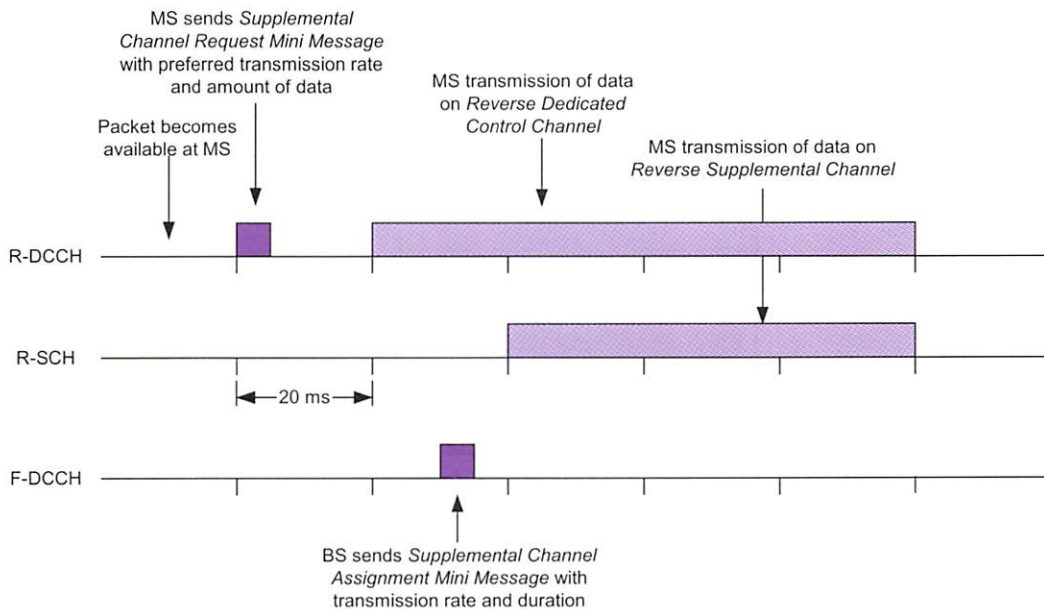 MS sends Supplemental
Channel Request Mini Message
with preferred transmission rate
and amount of data
Packet becomes
available at MS
MS transmission of data
on Reverse Dedicated
Control Channel
MS transmission of data on
Reverse Supplemental Channel
R-DCCH
R-SCH
20 ms
F-DCCH
BS sends Supplemental Channel
Assignment Mini Message with
transmission rate and duration